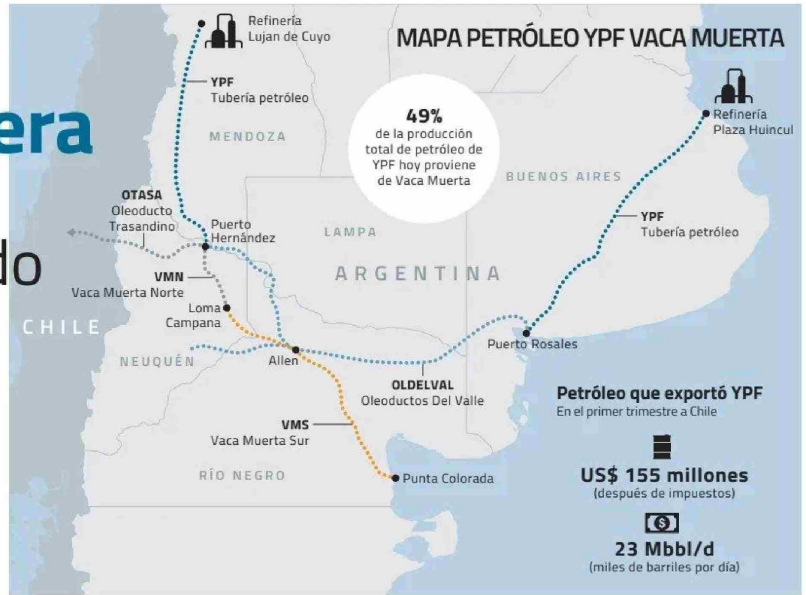 era
do
MAPA PETRÓLEO YPF VACA MUERTA
Refinería
Lujan de Cuyo
YPF
Tubería petróleo
MENDOZA
49%
de la producción
total de petróleo de
YPF hoy proviene
de Vaca Muerta
Refinería
Plaza Huincul
BUENOS AIRES
YPF
Tubería petróleo
OTASA
Oleoducto
Trasandino
Puerto
Hernández
LAMPA
ARGENTINA
VMN
Vaca Muerta Norte
Loma
Campana
CHILE
NEUQUÉN
Allen
Puerto Rosales
OLDELVAL
Oleoductos Del Valle
VMS
Vaca Muerta Sur
RÍO NEGRO
Punta Colorada
Petróleo que exportó YPF
En el primer trimestre a Chile
US$ 155 millones
(después de impuestos)
$
23 Mbbl/d
(miles de barriles por día)